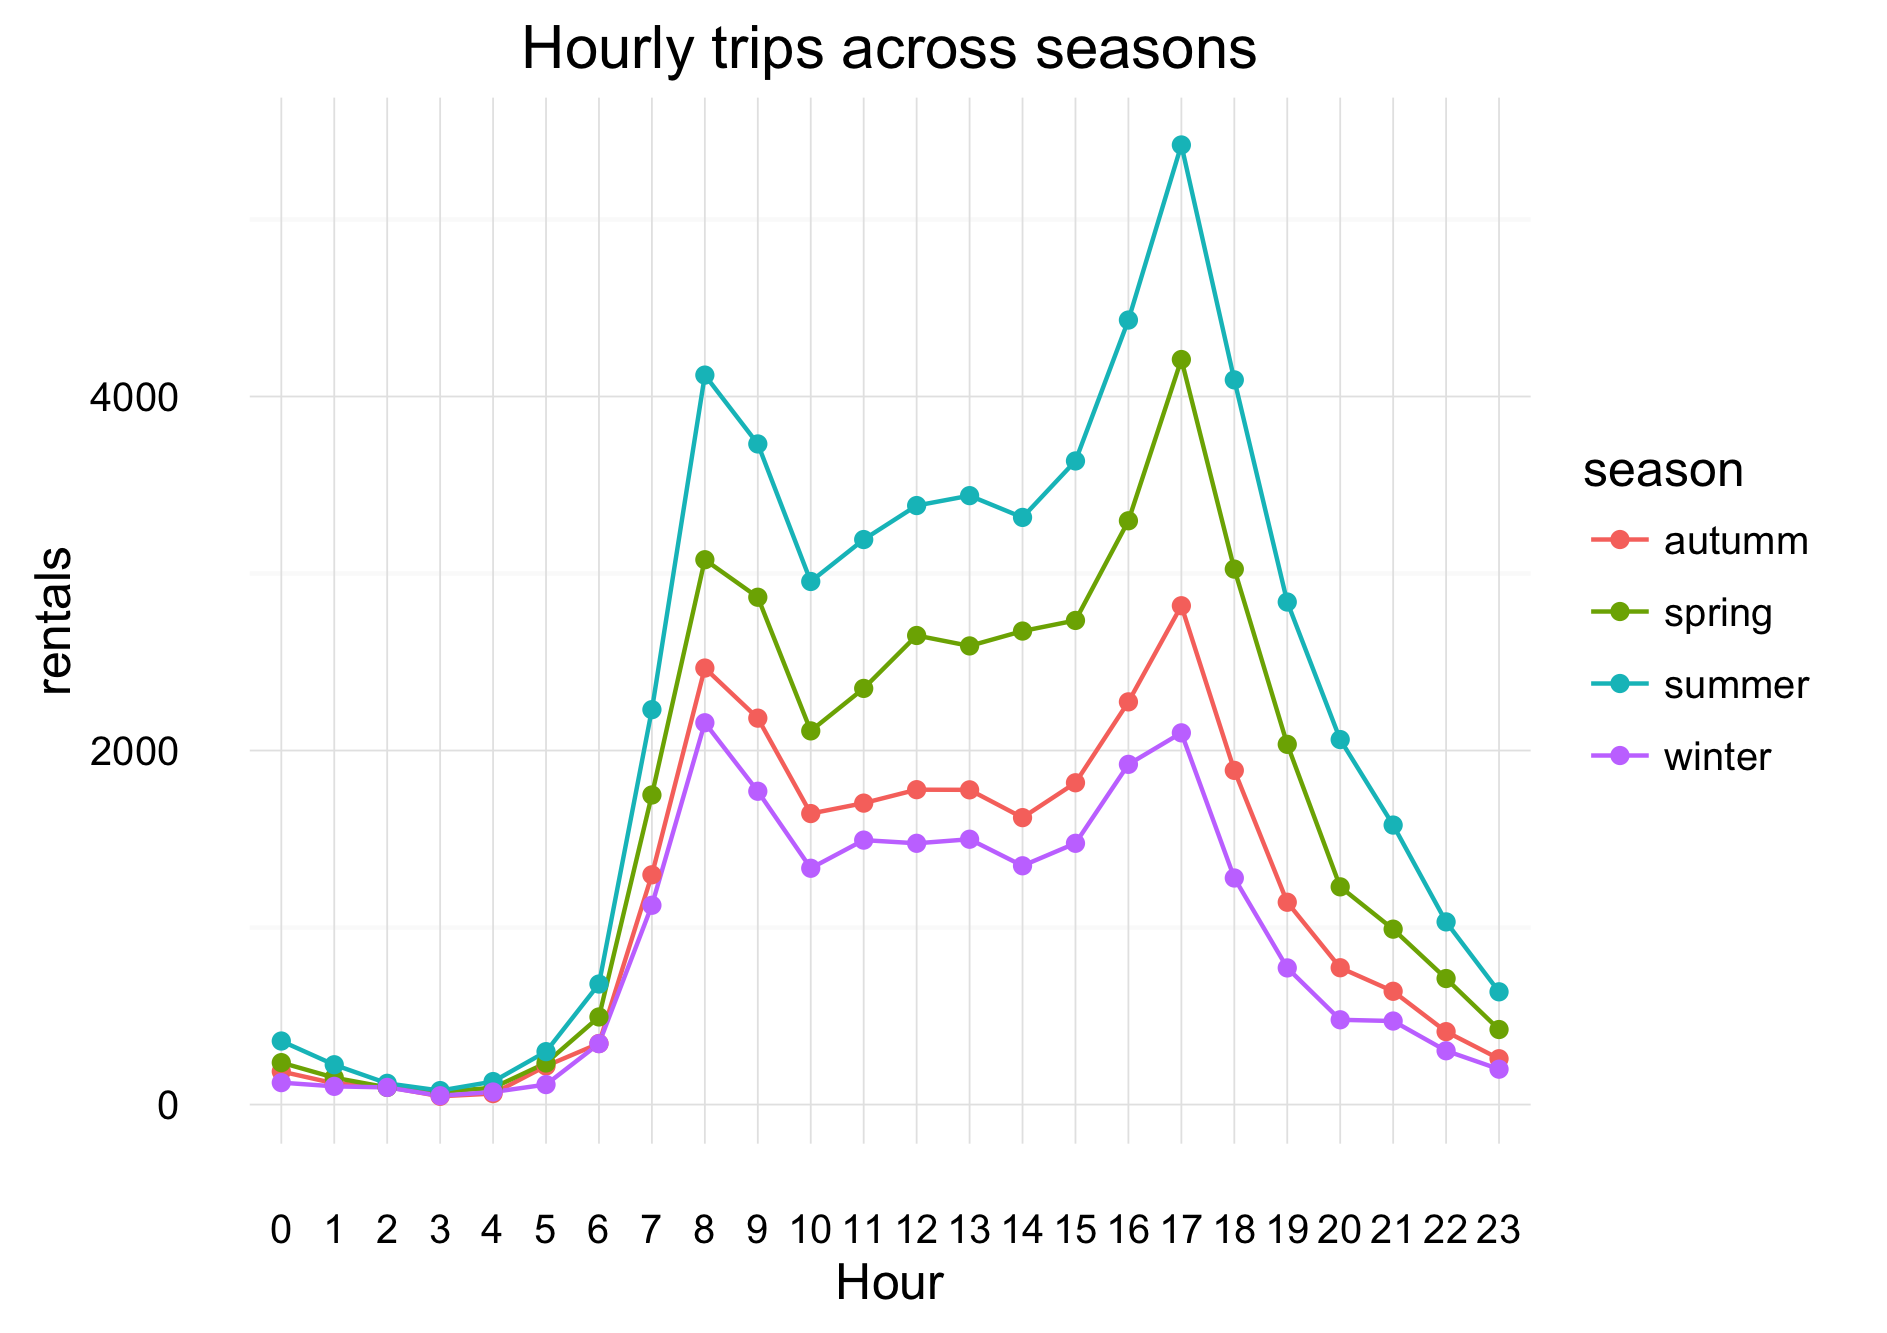 Hourly trips across seasons
rentals
4000
2000
0
0 1 2 3 4 5 6 7 8 9 10 11 12 13 14 15 16 17 18 19 20 21 22 23
Hour
season
autumm
spring
summer
winter